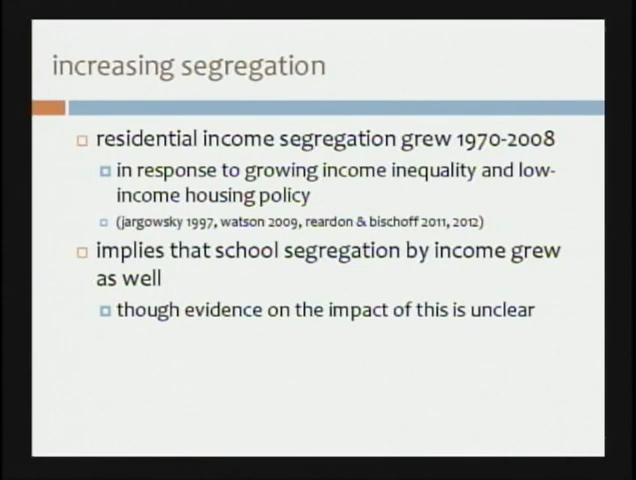 increasing segregation
residential income segregation grew 1970-2008
in response to growing income inequality and low-
income housing policy
(jargowsky 1997, watson 2009, reardon & bischoff 2011, 2012)
implies that school segregation by income grew
as well
though evidence on the impact of this is unclear